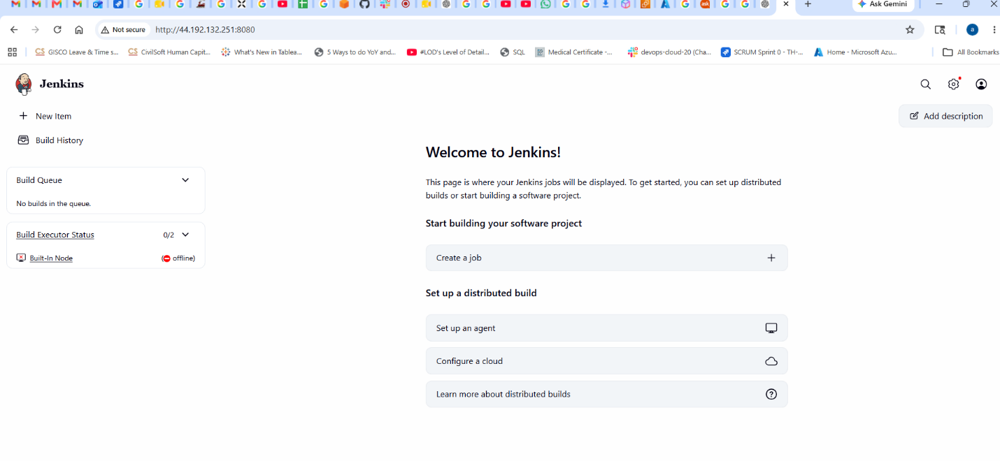 Ask Gemini
Not secure
http://44.192.132.251:8080
a
GISCO Leave & Time s...
CivilSoft Human Capit...
What's New in Tablea...
5 Ways to do YoY and...
#LOD's Level of Detail...
SQL
Medical Certificate -...
devops-cloud-20 (Cha...
SCRUM Sprint 0 - TH-...
Home - Microsoft Azu...
All Bookmarks
Jenkins
New Item
Add description
Build History
Welcome to Jenkins!
Build Queue
This page is where your Jenkins jobs will be displayed. To get started, you can set up distributed
builds or start building a software project.
No builds in the queue.
Start building your software project
Build Executor Status 0/2
Built-In Node (offline)
Create a job
Set up a distributed build
Set up an agent
Configure a cloud
Learn more about distributed builds